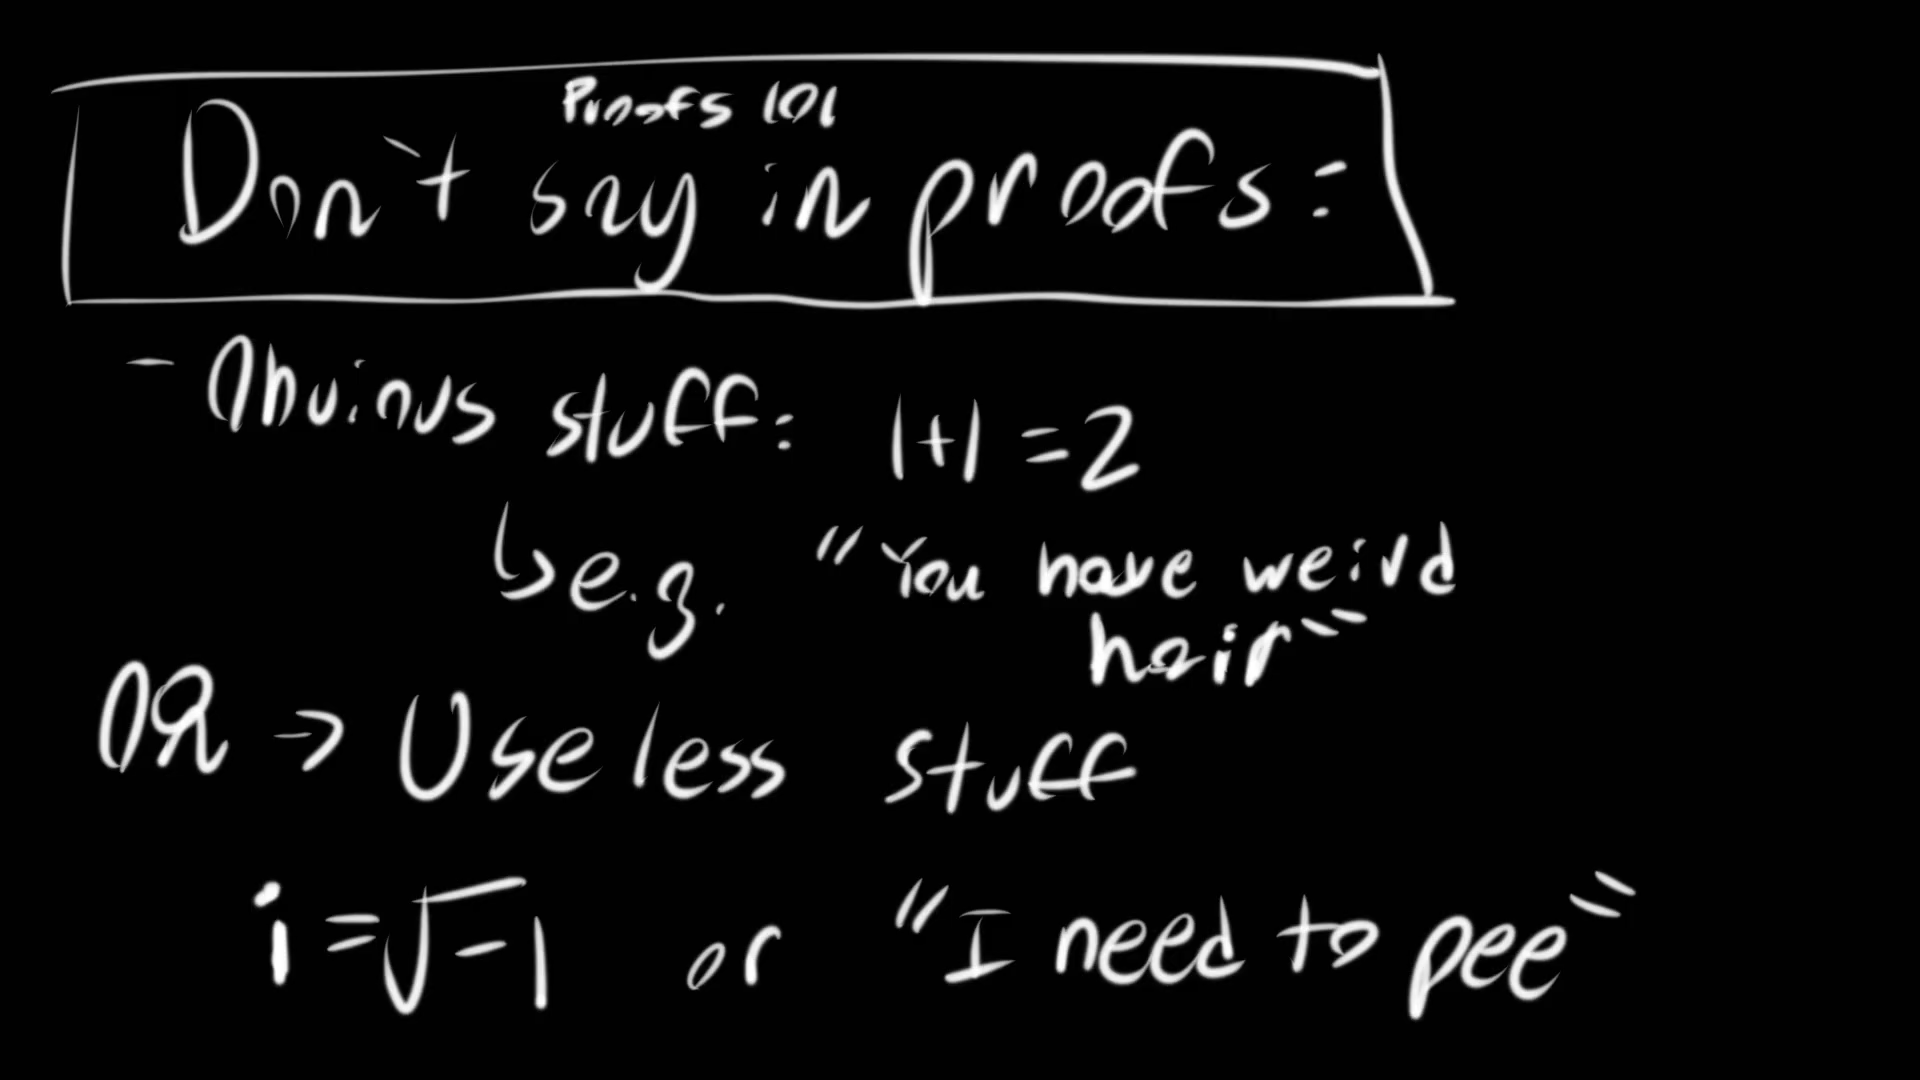 Proofs 101
Don't say in proofs:
- Obvious stuff: 1+1=2
↳ e.g. "You have weird
hair"
OR → Useless stuff
i=√-1 or "I need to pee"